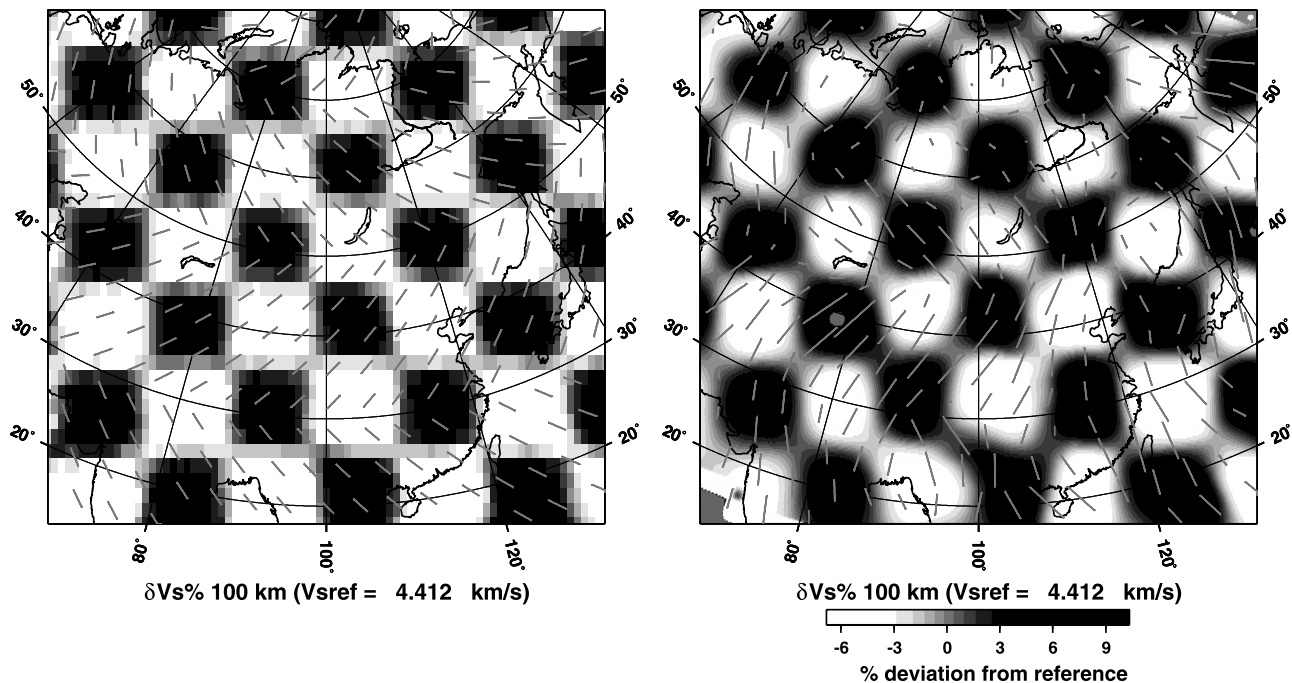 50° 50° 50° 50°
40° 40° 40° 40°
30° 30° 30° 30°
20° 20° 20° 20°
80° 100° 120° 80° 100° 120°
δVs% 100 km (Vsref = 4.412 km/s) δVs% 100 km (Vsref = 4.412 km/s)
-6 -3 0 3 6 9
% deviation from reference